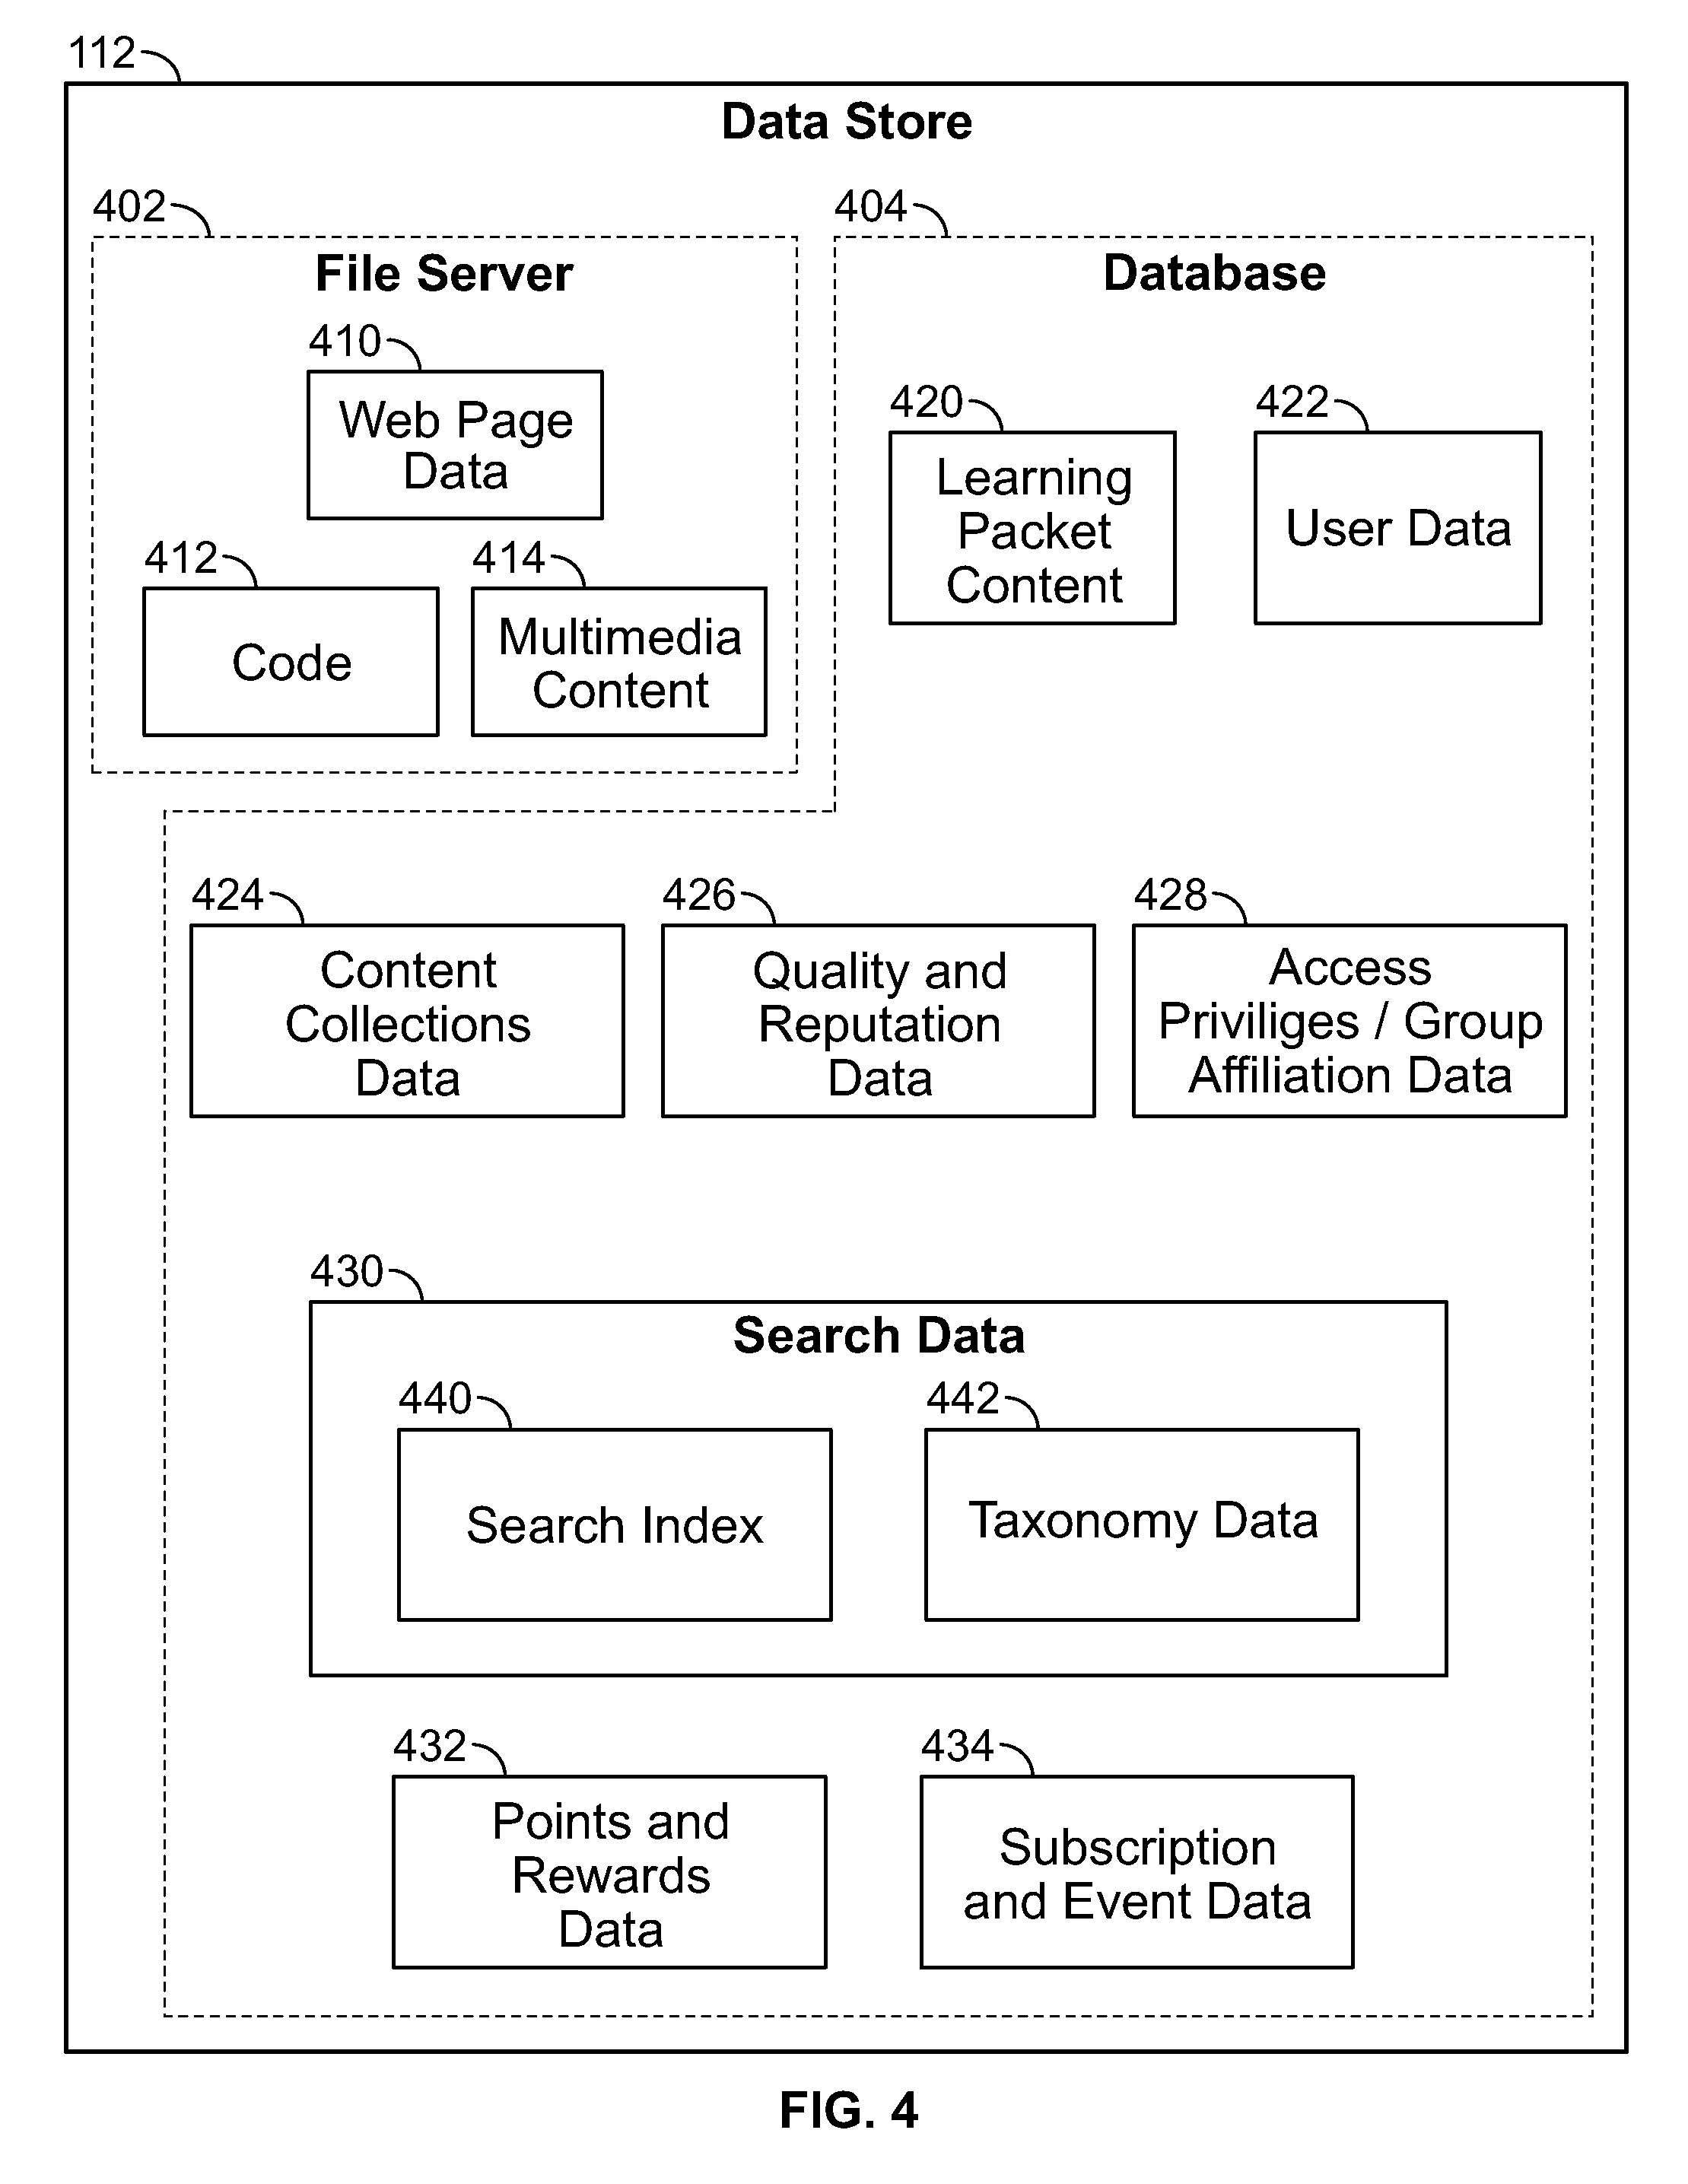 112
Data Store
402
File Server
410
Web Page
Data
412
Code
414
Multimedia
Content
404
Database
420
Learning
Packet
Content
422
User Data
424
Content
Collections
Data
426
Quality and
Reputation
Data
428
Access
Priviliges / Group
Affiliation Data
430
Search Data
440
Search Index
442
Taxonomy Data
432
Points and
Rewards
Data
434
Subscription
and Event Data
FIG. 4